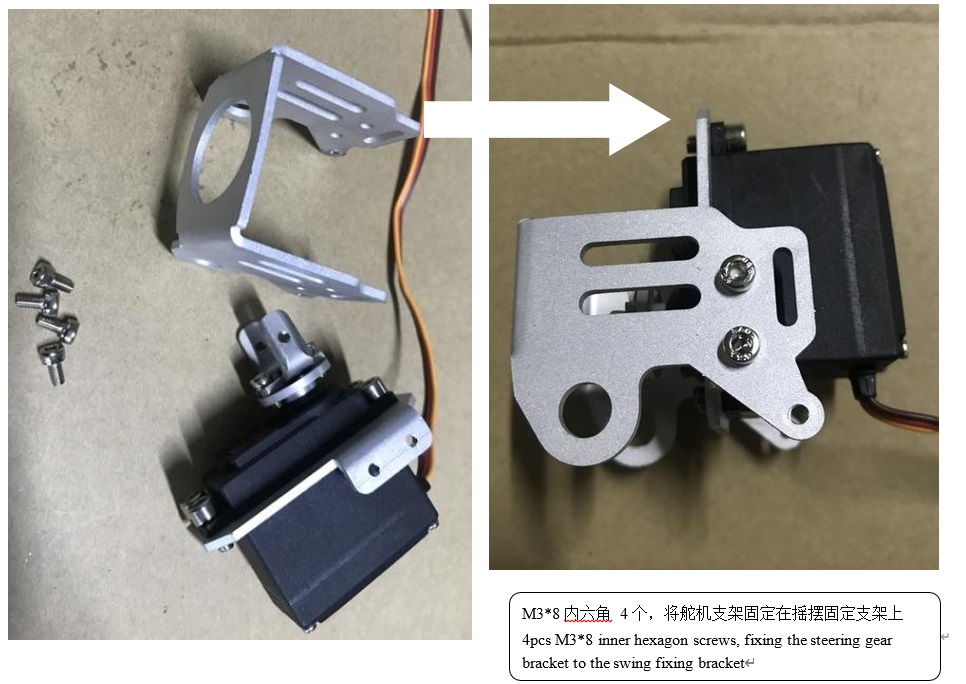 M3*8 内六角 4 个，将舵机支架固定在摇摆固定支架上
4pcs M3*8 inner hexagon screws, fixing the steering gear
bracket to the swing fixing bracket